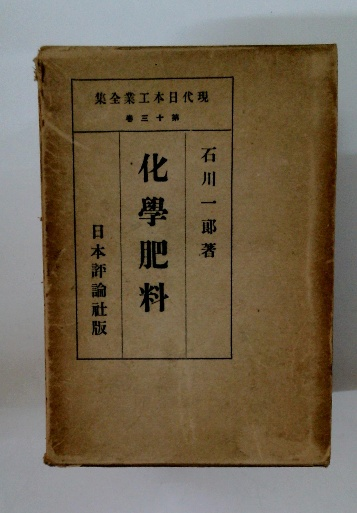 現代日本工業全集
第十三巻
石川一郎著
化學肥料
日本評論社版